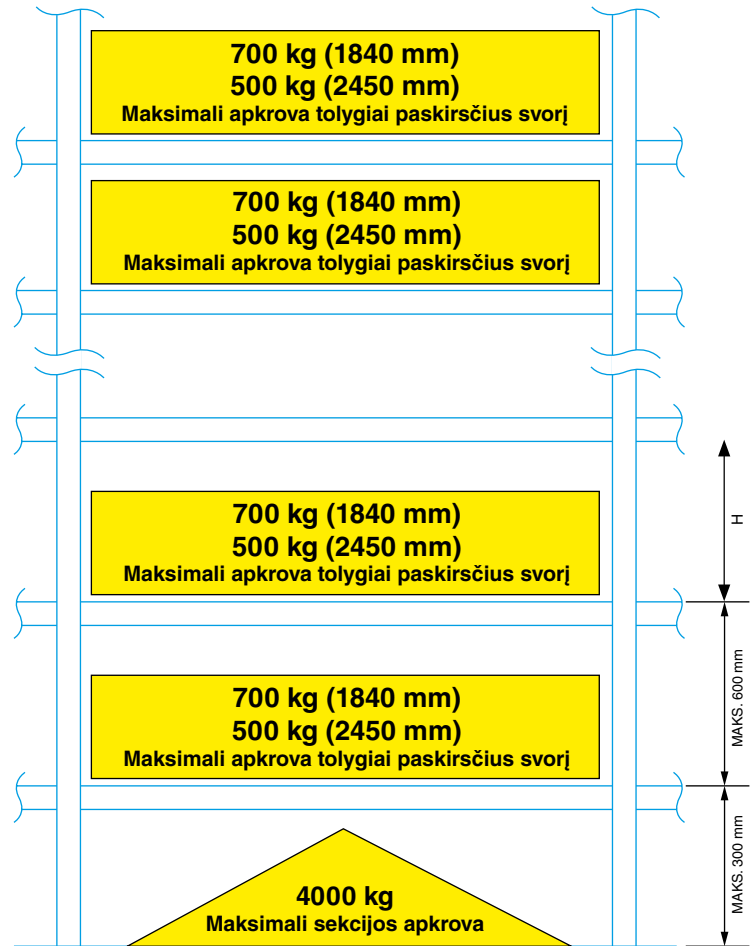 700 kg (1840 mm)
500 kg (2450 mm)
Maksimali apkrova tolygiai paskirsčius svorį
700 kg (1840 mm)
500 kg (2450 mm)
Maksimali apkrova tolygiai paskirsčius svorį
700 kg (1840 mm)
500 kg (2450 mm)
Maksimali apkrova tolygiai paskirsčius svorį
H
700 kg (1840 mm)
500 kg (2450 mm)
Maksimali apkrova tolygiai paskirsčius svorį
MAKS. 600 mm
4000 kg
Maksimali sekcijos apkrova
MAKS. 300 mm